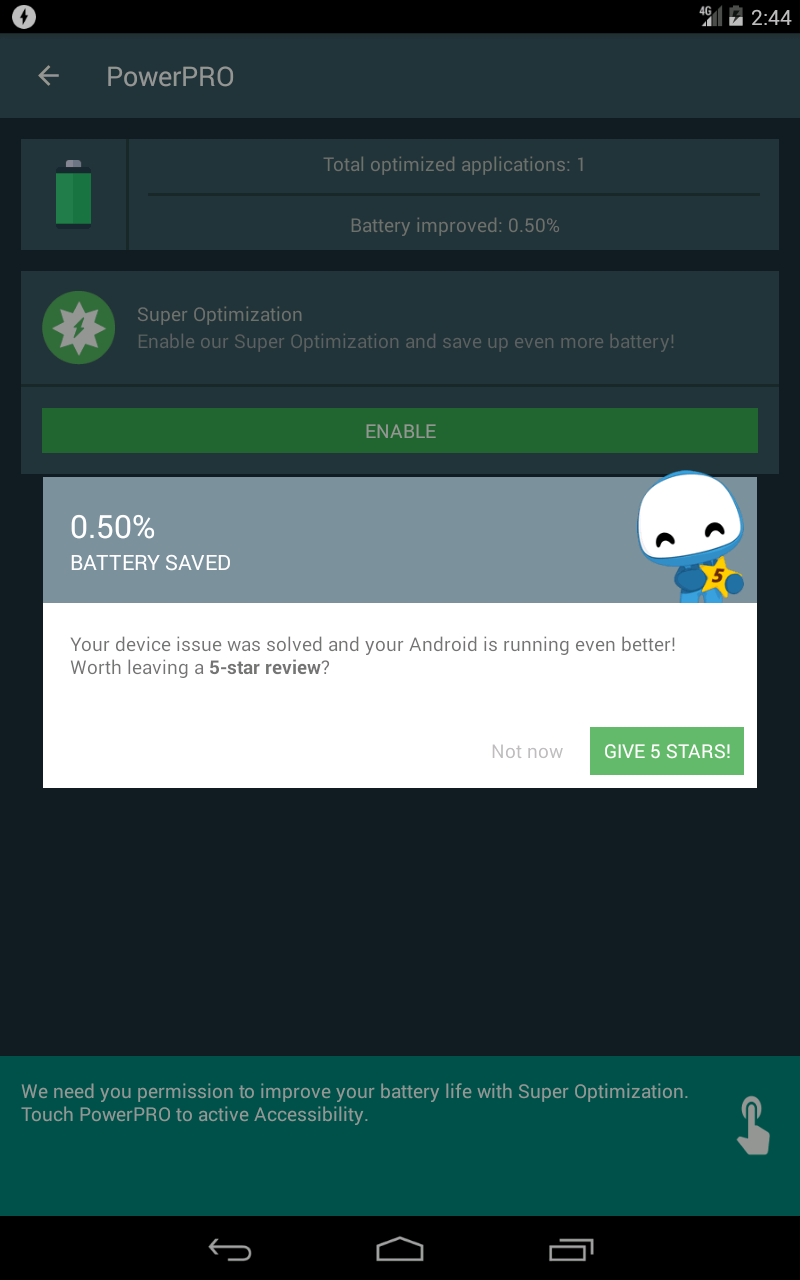 4G 2:44
PowerPRO
Total optimized applications: 1
Battery improved: 0.50%
Super Optimization
Enable our Super Optimization and save up even more battery!
ENABLE
0.50%
BATTERY SAVED
5
Your device issue was solved and your Android is running even better!
Worth leaving a 5-star review?
Not now
GIVE 5 STARS!
We need you permission to improve your battery life with Super Optimization.
Touch PowerPRO to active Accessibility.